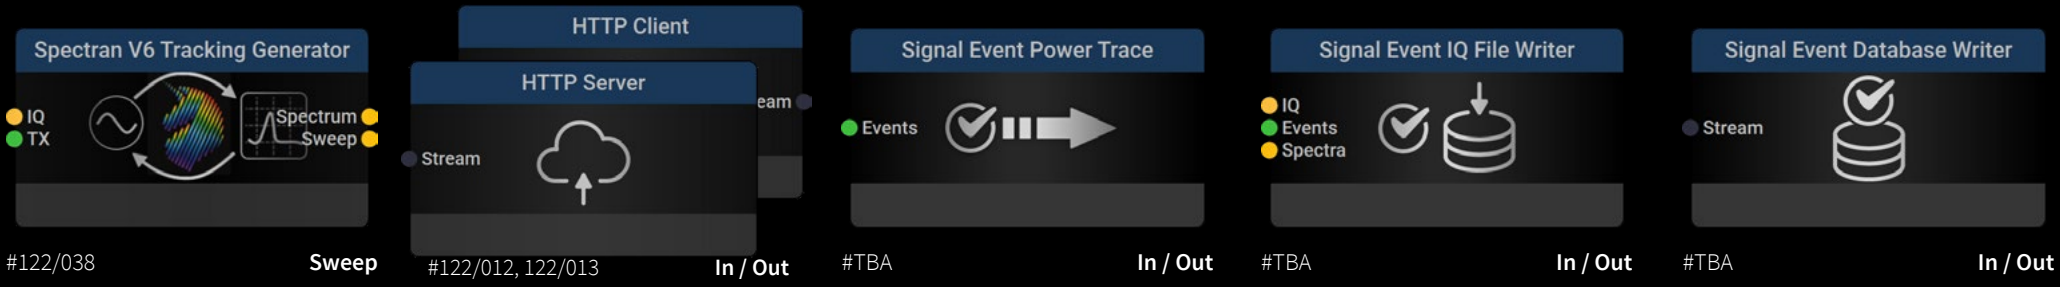 Spectran V6 Tracking Generator
IQ
TX
Spectrum
Sweep
#122/038
Sweep
HTTP Client
eam
HTTP Server
Stream
#122/012, 122/013
In / Out
Signal Event Power Trace
Events
#TBA
In / Out
Signal Event IQ File Writer
IQ
Events
Spectra
#TBA
In / Out
Signal Event Database Writer
Stream
#TBA
In / Out